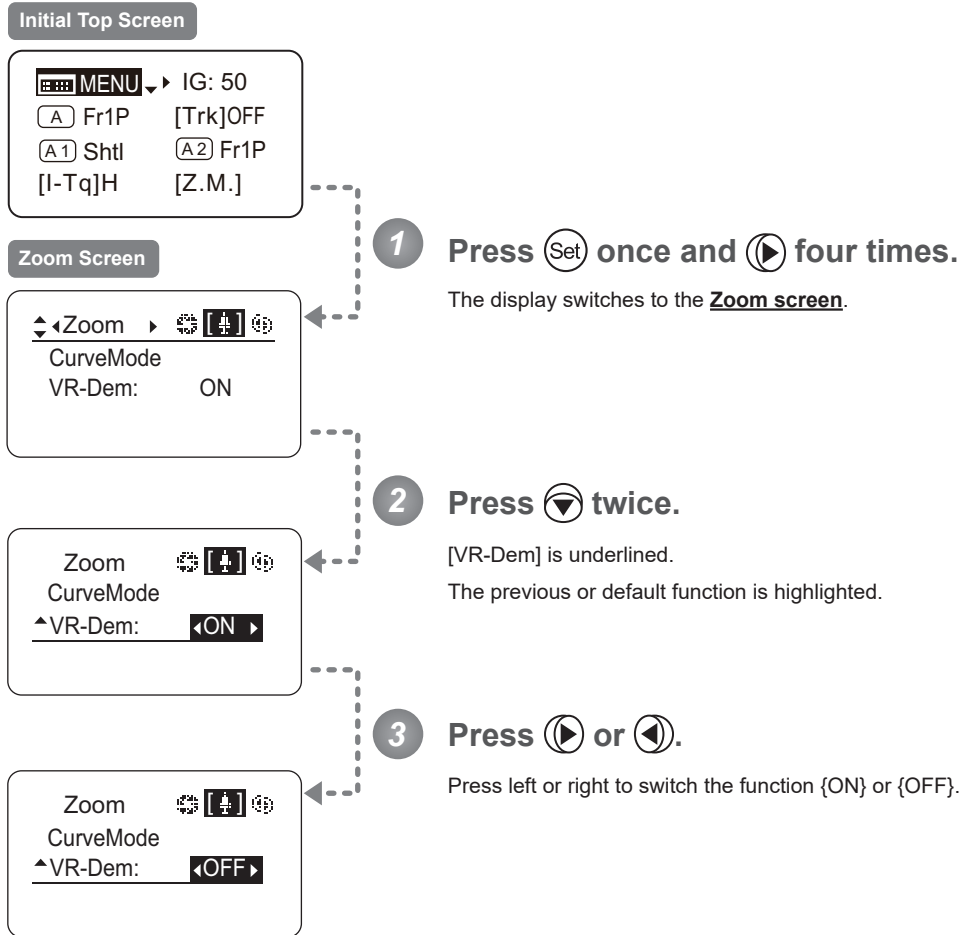 Initial Top Screen
MENU IG: 50
A Fr1P [Trk]OFF
A1 Shtl A2 Fr1P
[I-Tq]H [Z.M.]
1 Press Set once and four times.
The display switches to the Zoom screen.
Zoom Screen
Zoom
CurveMode
VR-Dem: ON
2 Press twice.
[VR-Dem] is underlined.
The previous or default function is highlighted.
Zoom
CurveMode
VR-Dem: ON
3 Press or .
Press left or right to switch the function {ON} or {OFF}.
Zoom
CurveMode
VR-Dem: OFF